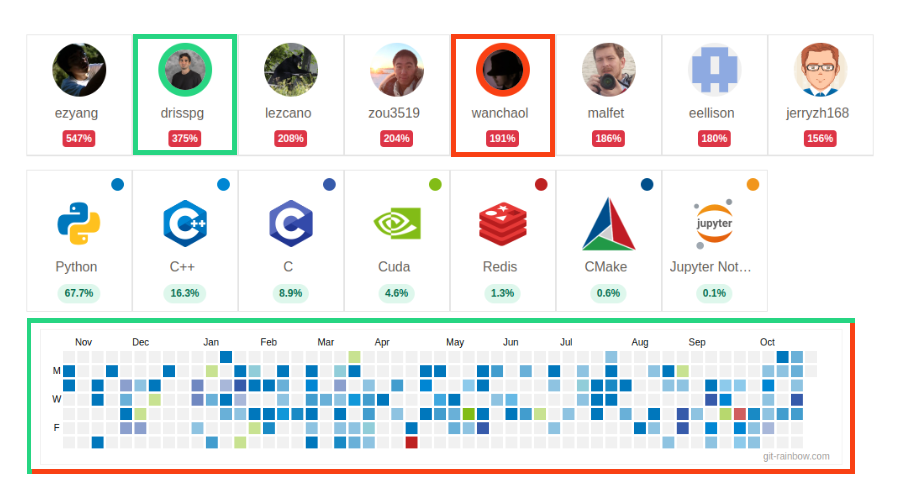 ezyang drisspg lezcano zou3519 wanchaol malfet eellison jerryzh168
547% 375% 208% 204% 191% 186% 180% 156%
jupyter
Python C++ C Cuda Redis CMake Jupyter Not...
67.7% 16.3% 8.9% 4.6% 1.3% 0.6% 0.1%
Nov Dec Jan Feb Mar Apr May Jun Jul Aug Sep Oct
M
W
F
git-rainbow.com